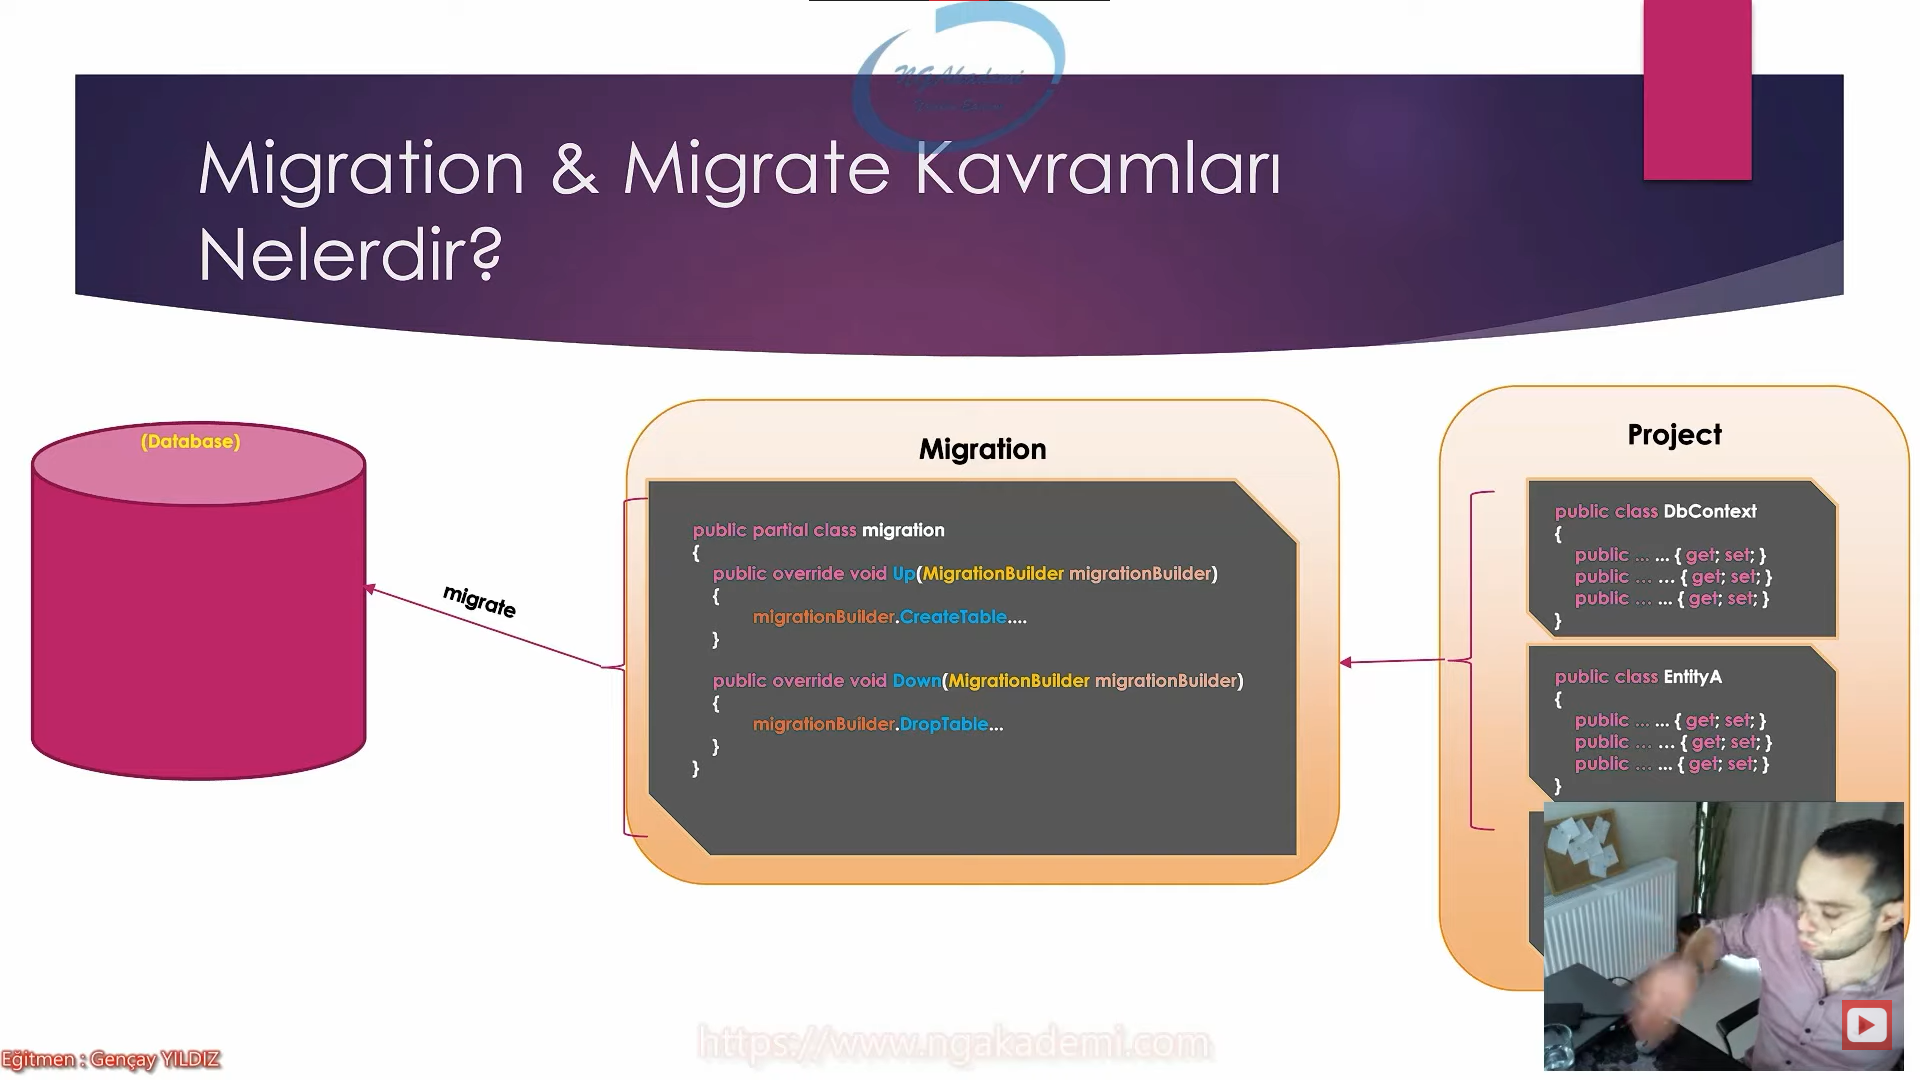 NGAkademi
Migration & Migrate Kavramları
Nelerdir?
(Database)
migrate
Migration
public partial class migration
{
public override void Up(MigrationBuilder migrationBuilder)
{
migrationBuilder.CreateTable....
}
public override void Down(MigrationBuilder migrationBuilder)
{
migrationBuilder.DropTable...
}
}
Project
public class DbContext
{
public ... ... { get; set; }
public ... ... { get; set; }
public ... ... { get; set; }
}
public class EntityA
{
public ... ... { get; set; }
public ... ... { get; set; }
public ... ... { get; set; }
}
https://www.ngakademi.com
Eğitmen : Gençay YILDIZ